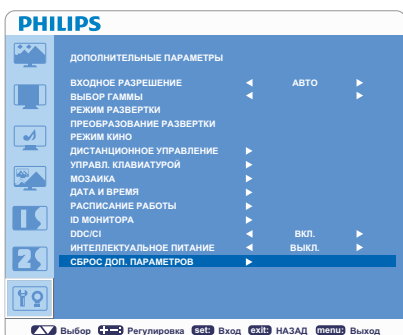 PHILIPS
ДОПОЛНИТЕЛЬНЫЕ ПАРАМЕТРЫ
ВХОДНОЕ РАЗРЕШЕНИЕ АВТО
ВЫБОР ГАММЫ
РЕЖИМ РАЗВЕРТКИ
ПРЕОБРАЗОВАНИЕ РАЗВЕРТКИ
РЕЖИМ КИНО
ДИСТАНЦИОННОЕ УПРАВЛЕНИЕ
УПРАВЛ. КЛАВИАТУРОЙ
МОЗАИКА
ДАТА И ВРЕМЯ
РАСПИСАНИЕ РАБОТЫ
ID МОНИТОРА
DDC/CI ВКЛ.
ИНТЕЛЛЕКТУАЛЬНОЕ ПИТАНИЕ ВЫКЛ.
СБРОС ДОП. ПАРАМЕТРОВ
Выбор Регулировка set: Вход exit: НАЗАД menu: Выход